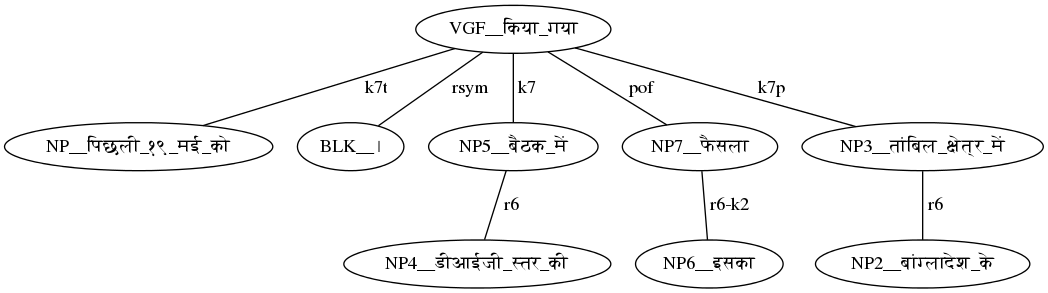 VGF__किया_गया
k7t rsym k7 pof k7p
NP__पिछली_१९_मई_को BLK__। NP5__बैठक_में NP7__फैसला NP3__तांबिल_क्षेत्र_में
r6 r6-k2 r6
NP4__डीआईजी_स्तर_की NP6__इसका NP2__बांग्लादेश_के